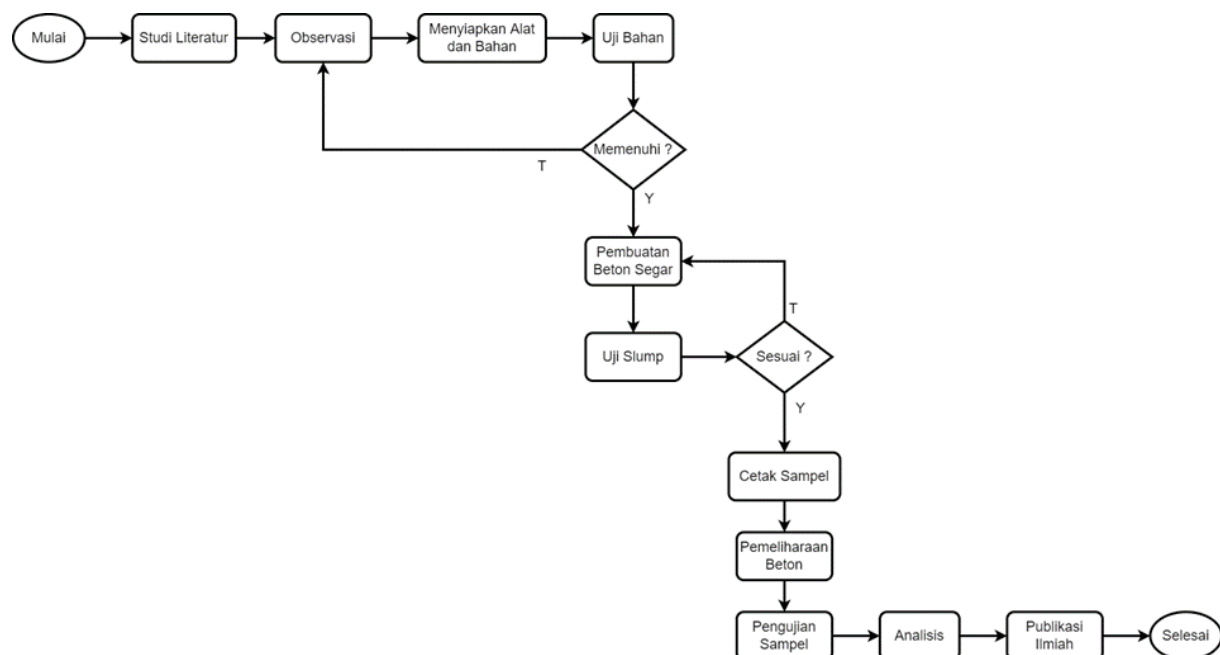 Mulai
Studi Literatur
Observasi
Menyiapkan Alat
dan Bahan
Uji Bahan
Memenuhi ?
T
Y
Pembuatan
Beton Segar
T
Uji Slump
Sesuai ?
Y
Cetak Sampel
Pemeliharaan
Beton
Pengujian
Sampel
Analisis
Publikasi
Ilmiah
Selesai